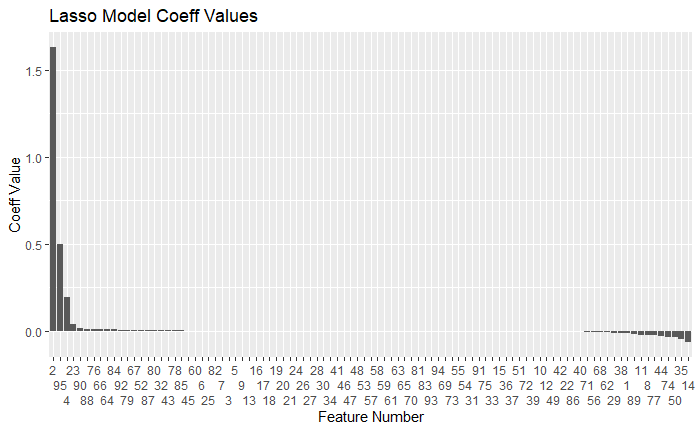 Lasso Model Coeff Values
Coeff Value
1.5
1.0
0.5
0.0
2 23 76 84 67 80 78 60 82 5 16 19 24 28 41 48 58 63 81 94 55 91 51 10 42 40 68 38 11 44 35
95 90 66 92 52 32 85 6 7 9 17 20 26 30 46 53 59 65 83 69 54 75 36 72 12 22 71 62 1 8 74 14
4 88 64 79 87 43 45 25 3 13 18 21 27 34 47 57 61 70 93 73 31 33 37 39 49 86 56 29 89 77 50
Feature Number